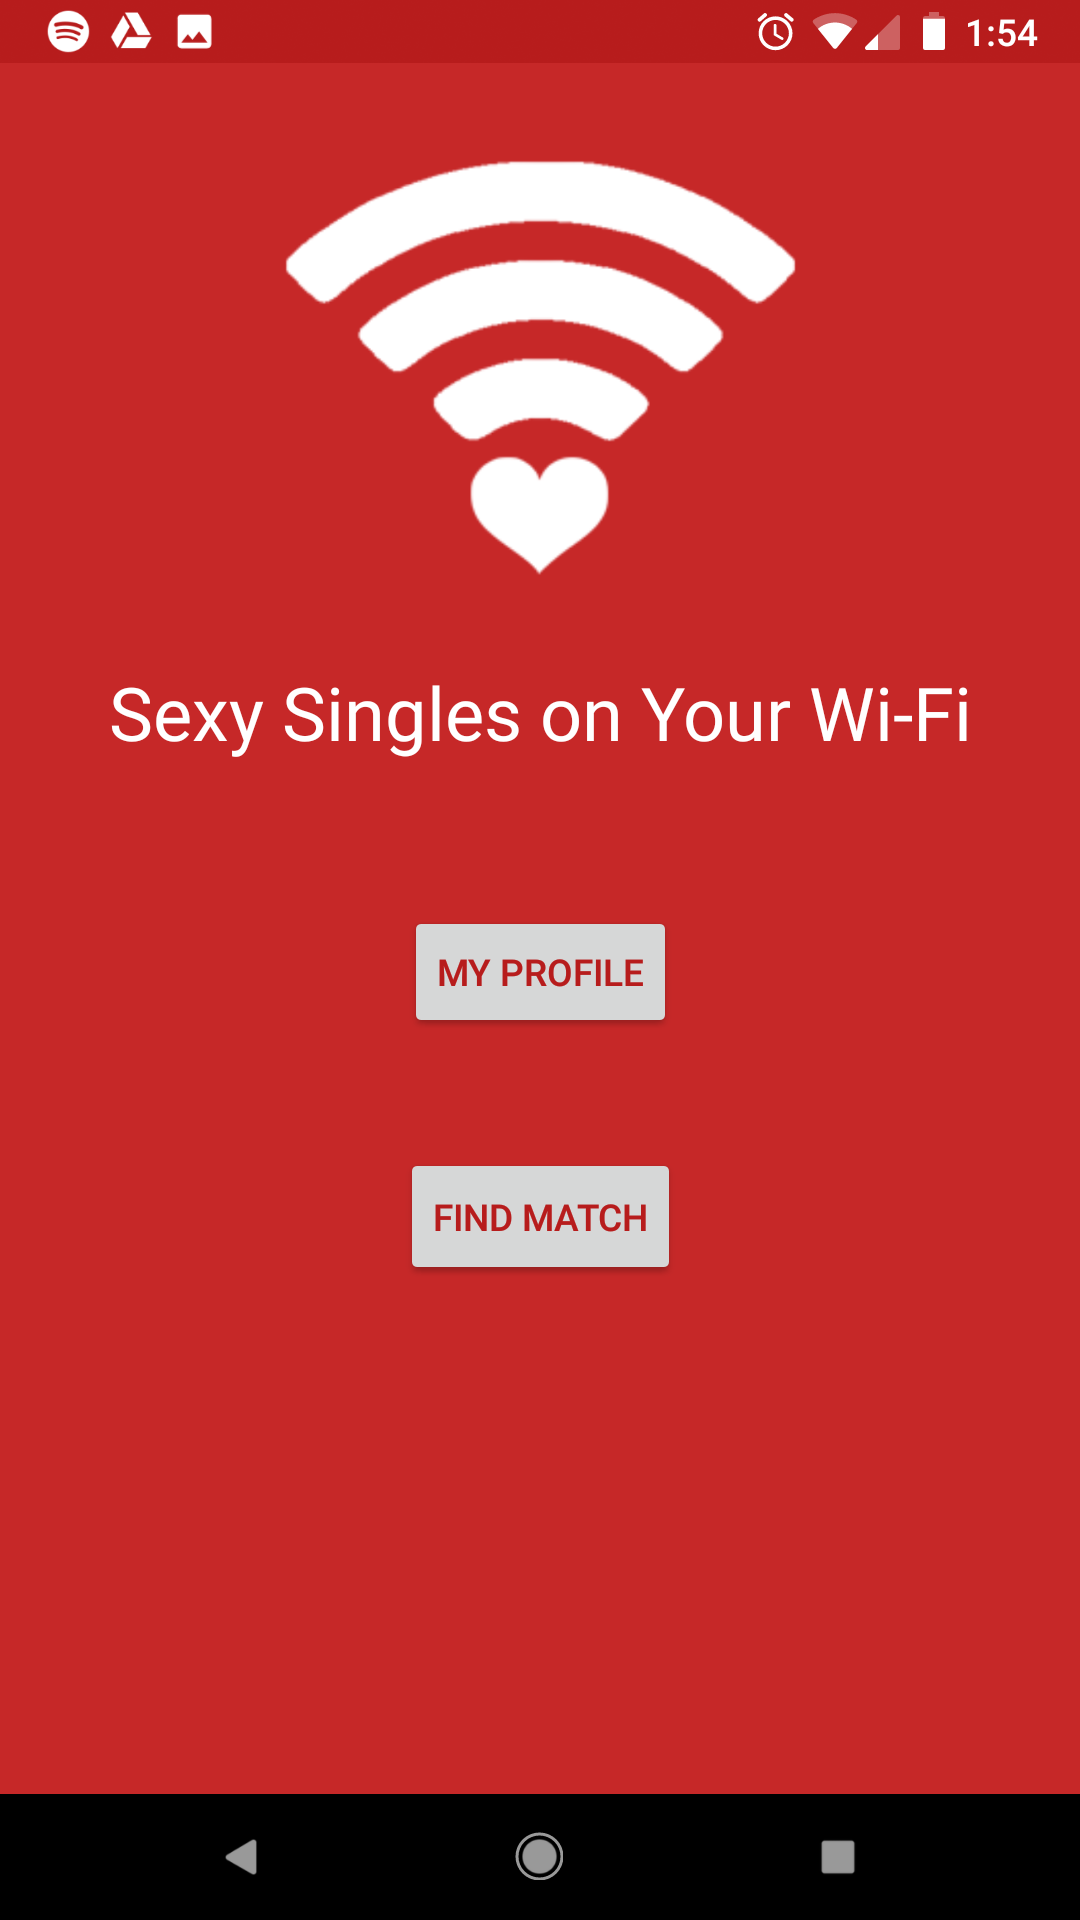 1:54
Sexy Singles on Your Wi-Fi
MY PROFILE
FIND MATCH